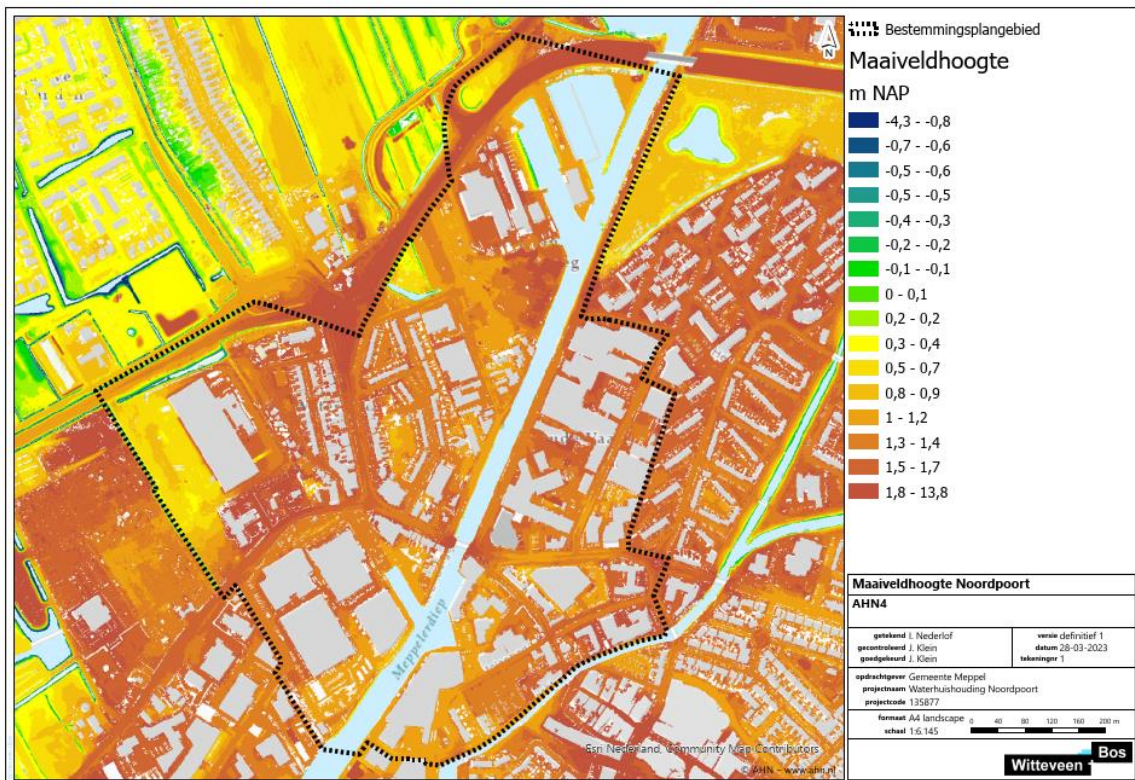 Bestemmingsplangebied
Maaiveldhoogte
m NAP
-4,3 - -0,8
-0,7 - -0,6
-0,5 - -0,6
-0,5 - -0,5
-0,4 - -0,3
-0,2 - -0,2
-0,1 - -0,1
0 - 0,1
0,2 - 0,2
0,3 - 0,4
0,5 - 0,7
0,8 - 0,9
1 - 1,2
1,3 - 1,4
1,5 - 1,7
1,8 - 13,8
N
g
Meppelerdiep
Esri Nederland, Community Map Contributors
© AHN - www.ahn.nl
Maaiveldhoogte Noordpoort
AHN4
getekend I. Nederlof
gecontroleerd J. Klein
goedgekeurd J. Klein
versie definitief 1
datum 28-03-2023
tekeningnr 1
opdrachtgever Gemeente Meppel
projectnaam Waterhuishouding Noordpoort
projectcode 135877
formaat A4 landscape
schaal 1:6.145
0 40 80 120 160 200 m
Witteveen + Bos